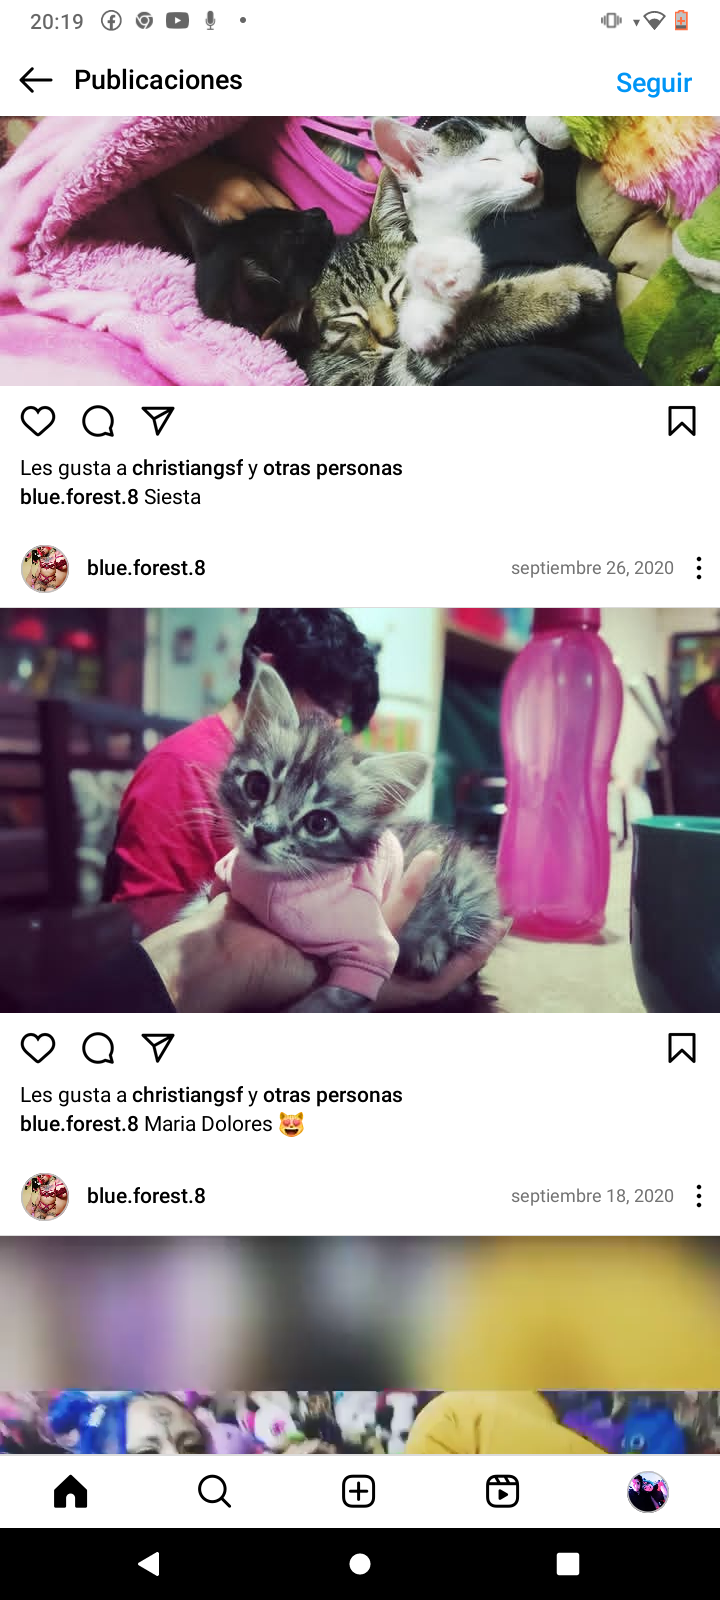 20:19
Publicaciones
Seguir
Les gusta a christiangsf y otras personas
blue.forest.8 Siesta
blue.forest.8
septiembre 26, 2020
Les gusta a christiangsf y otras personas
blue.forest.8 Maria Dolores 😻
blue.forest.8
septiembre 18, 2020